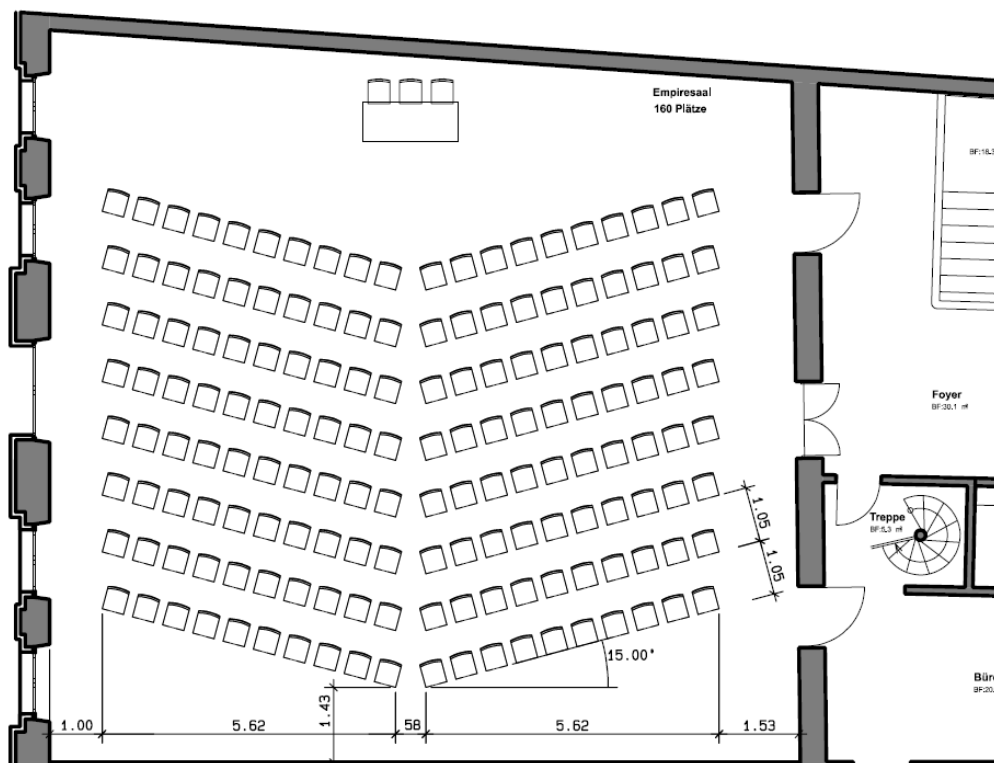 Empiresaal
160 Plätze
Foyer
BF:30.1 m²
Treppe
BF:5.3 m²
1.05
1.05
15.00°
1.43
1.00
5.62
58
5.62
1.53